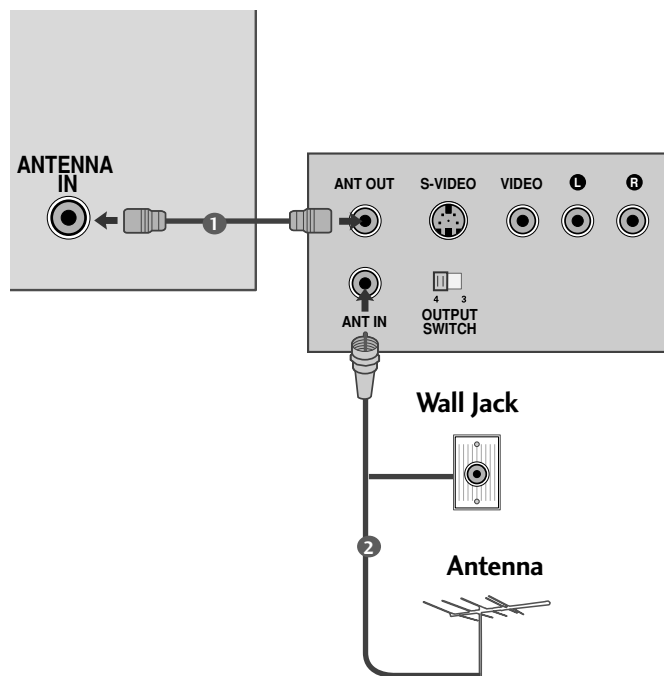 ANTENNA
IN
1
ANT OUT S-VIDEO VIDEO L R
ANT IN
4 3
OUTPUT
SWITCH
Wall Jack
2
Antenna